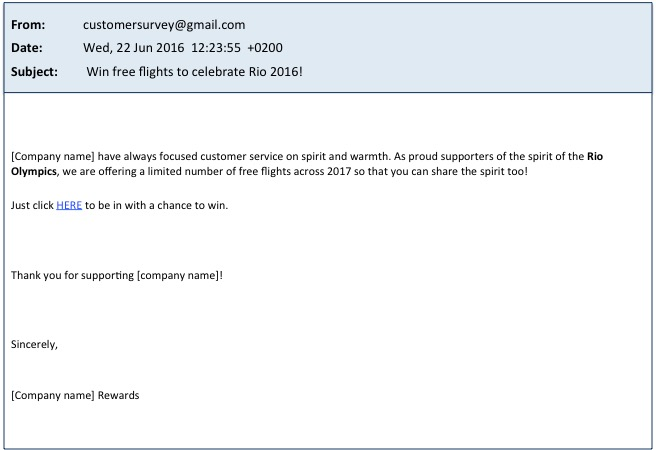 From: customersurvey@gmail.com
Date: Wed, 22 Jun 2016 12:23:55 +0200
Subject: Win free flights to celebrate Rio 2016!
[Company name] have always focused customer service on spirit and warmth. As proud supporters of the spirit of the Rio
Olympics, we are offering a limited number of free flights across 2017 so that you can share the spirit too!
Just click HERE to be in with a chance to win.
Thank you for supporting [company name]!
Sincerely,
[Company name] Rewards